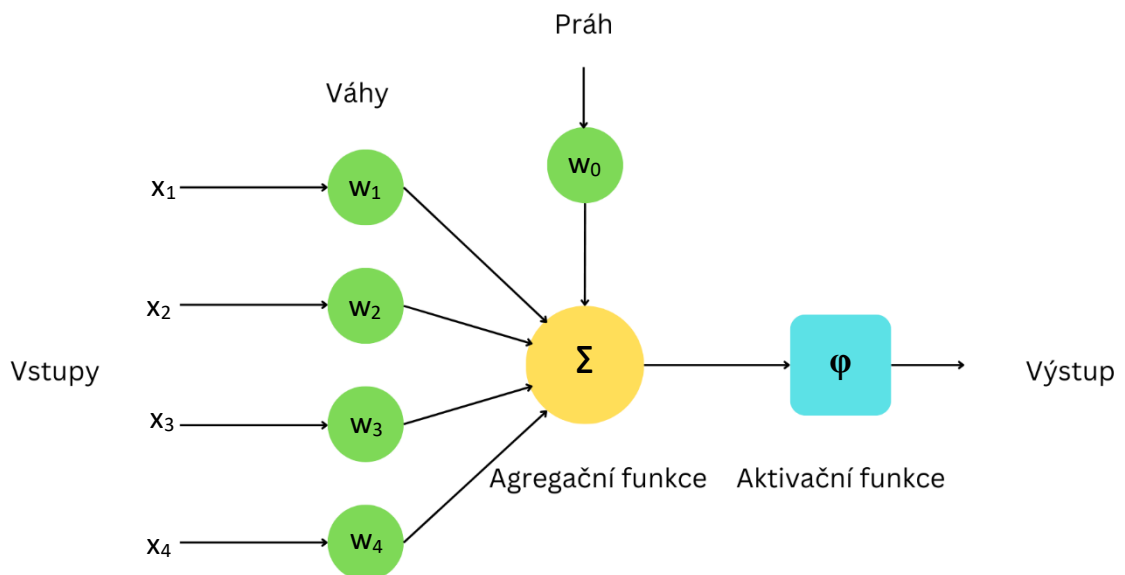 Práh
Váhy
w₀
x₁ w₁
x₂ w₂
Σ φ
Vstupy Výstup
x₃ w₃
Agregační funkce Aktivační funkce
x₄ w₄